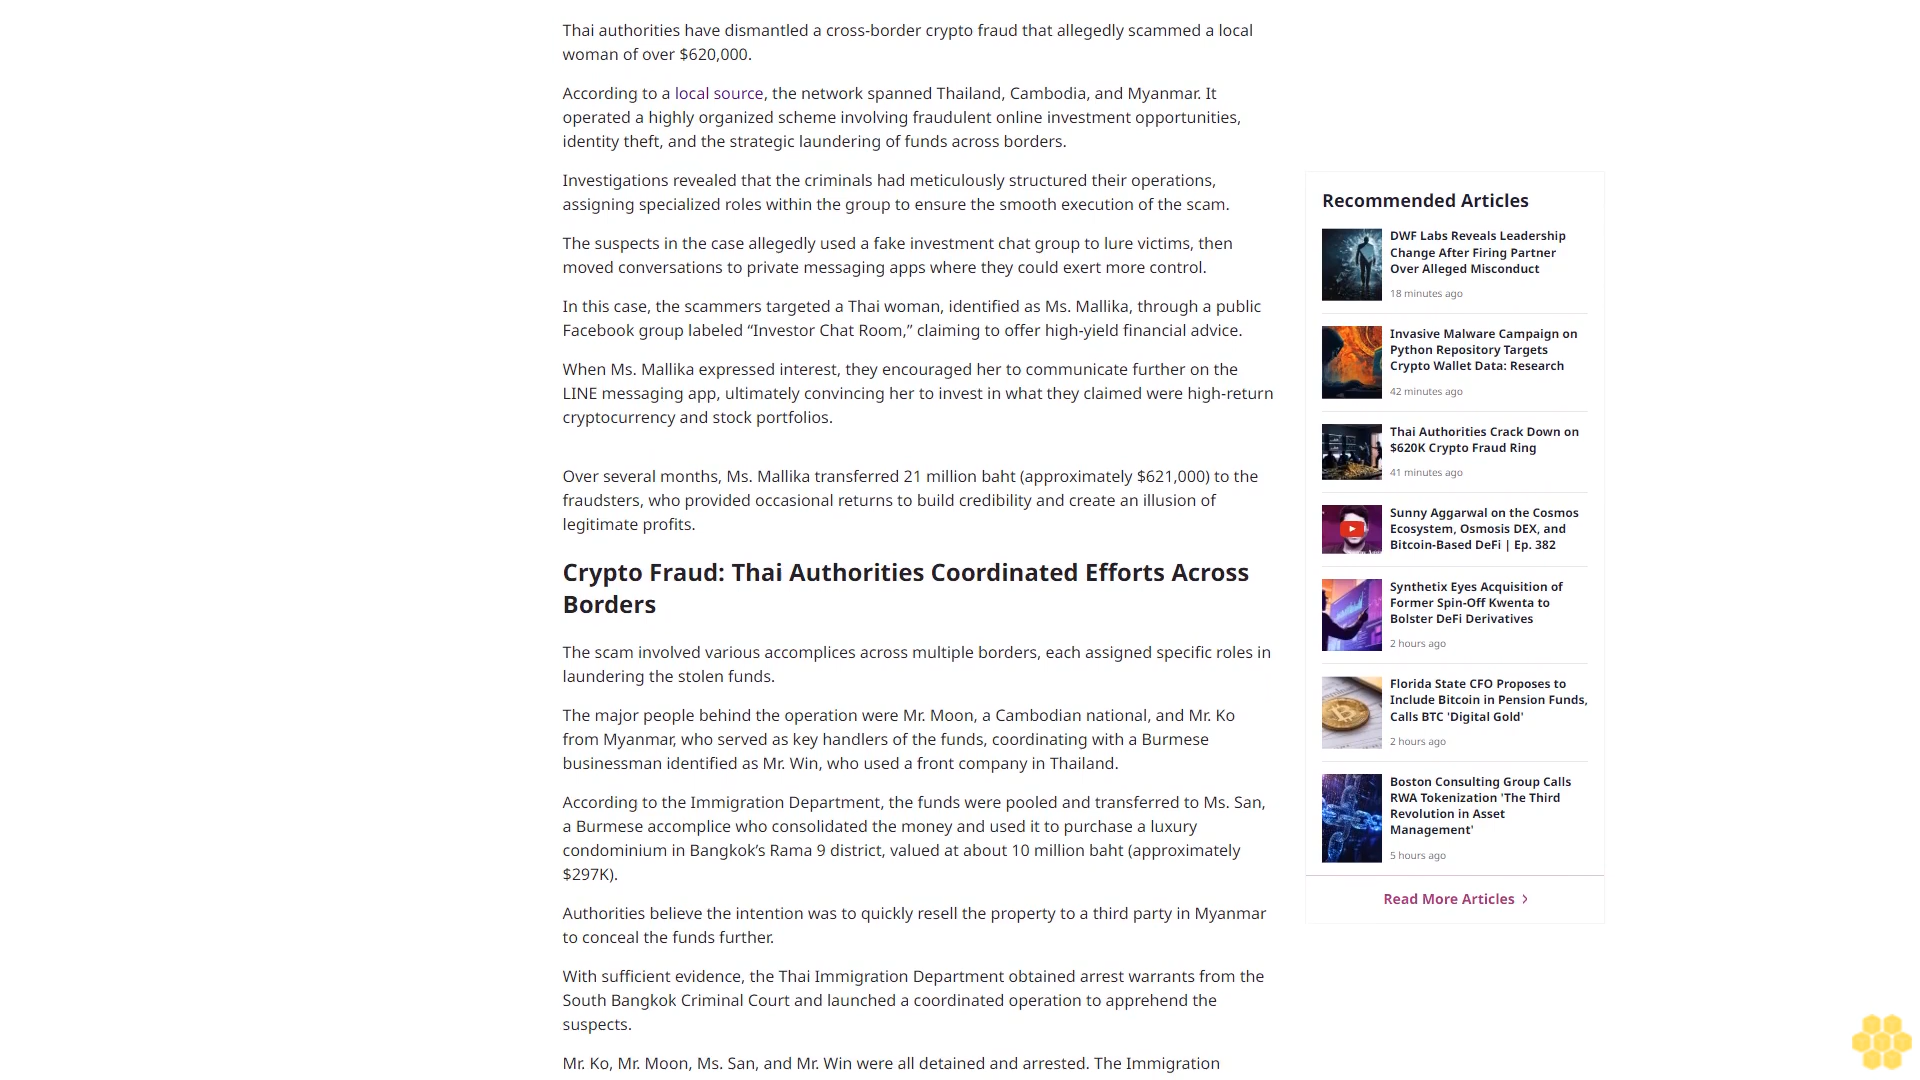 Thai authorities have dismantled a cross-border crypto fraud that allegedly scammed a local
woman of over $620,000.
According to a local source, the network spanned Thailand, Cambodia, and Myanmar. It
operated a highly organized scheme involving fraudulent online investment opportunities,
identity theft, and the strategic laundering of funds across borders.
Investigations revealed that the criminals had meticulously structured their operations,
assigning specialized roles within the group to ensure the smooth execution of the scam.
The suspects in the case allegedly used a fake investment chat group to lure victims, then
moved conversations to private messaging apps where they could exert more control.
In this case, the scammers targeted a Thai woman, identified as Ms. Mallika, through a public
Facebook group labeled “Investor Chat Room,” claiming to offer high-yield financial advice.
When Ms. Mallika expressed interest, they encouraged her to communicate further on the
LINE messaging app, ultimately convincing her to invest in what they claimed were high-return
cryptocurrency and stock portfolios.
Over several months, Ms. Mallika transferred 21 million baht (approximately $621,000) to the
fraudsters, who provided occasional returns to build credibility and create an illusion of
legitimate profits.
Crypto Fraud: Thai Authorities Coordinated Efforts Across
Borders
The scam involved various accomplices across multiple borders, each assigned specific roles in
laundering the stolen funds.
The major people behind the operation were Mr. Moon, a Cambodian national, and Mr. Ko
from Myanmar, who served as key handlers of the funds, coordinating with a Burmese
businessman identified as Mr. Win, who used a front company in Thailand.
According to the Immigration Department, the funds were pooled and transferred to Ms. San,
a Burmese accomplice who consolidated the money and used it to purchase a luxury
condominium in Bangkok’s Rama 9 district, valued at about 10 million baht (approximately
$297K).
Authorities believe the intention was to quickly resell the property to a third party in Myanmar
to conceal the funds further.
With sufficient evidence, the Thai Immigration Department obtained arrest warrants from the
South Bangkok Criminal Court and launched a coordinated operation to apprehend the
suspects.
Mr. Ko, Mr. Moon, Ms. San, and Mr. Win were all detained and arrested. The Immigration
Recommended Articles
DWF Labs Reveals Leadership
Change After Firing Partner
Over Alleged Misconduct
18 minutes ago
Invasive Malware Campaign on
Python Repository Targets
Crypto Wallet Data: Research
42 minutes ago
Thai Authorities Crack Down on
$620K Crypto Fraud Ring
41 minutes ago
Sunny Aggarwal on the Cosmos
Ecosystem, Osmosis DEX, and
Bitcoin-Based DeFi | Ep. 382
Synthetix Eyes Acquisition of
Former Spin-Off Kwenta to
Bolster DeFi Derivatives
2 hours ago
Florida State CFO Proposes to
Include Bitcoin in Pension Funds,
Calls BTC 'Digital Gold'
2 hours ago
Boston Consulting Group Calls
RWA Tokenization 'The Third
Revolution in Asset
Management'
5 hours ago
Read More Articles